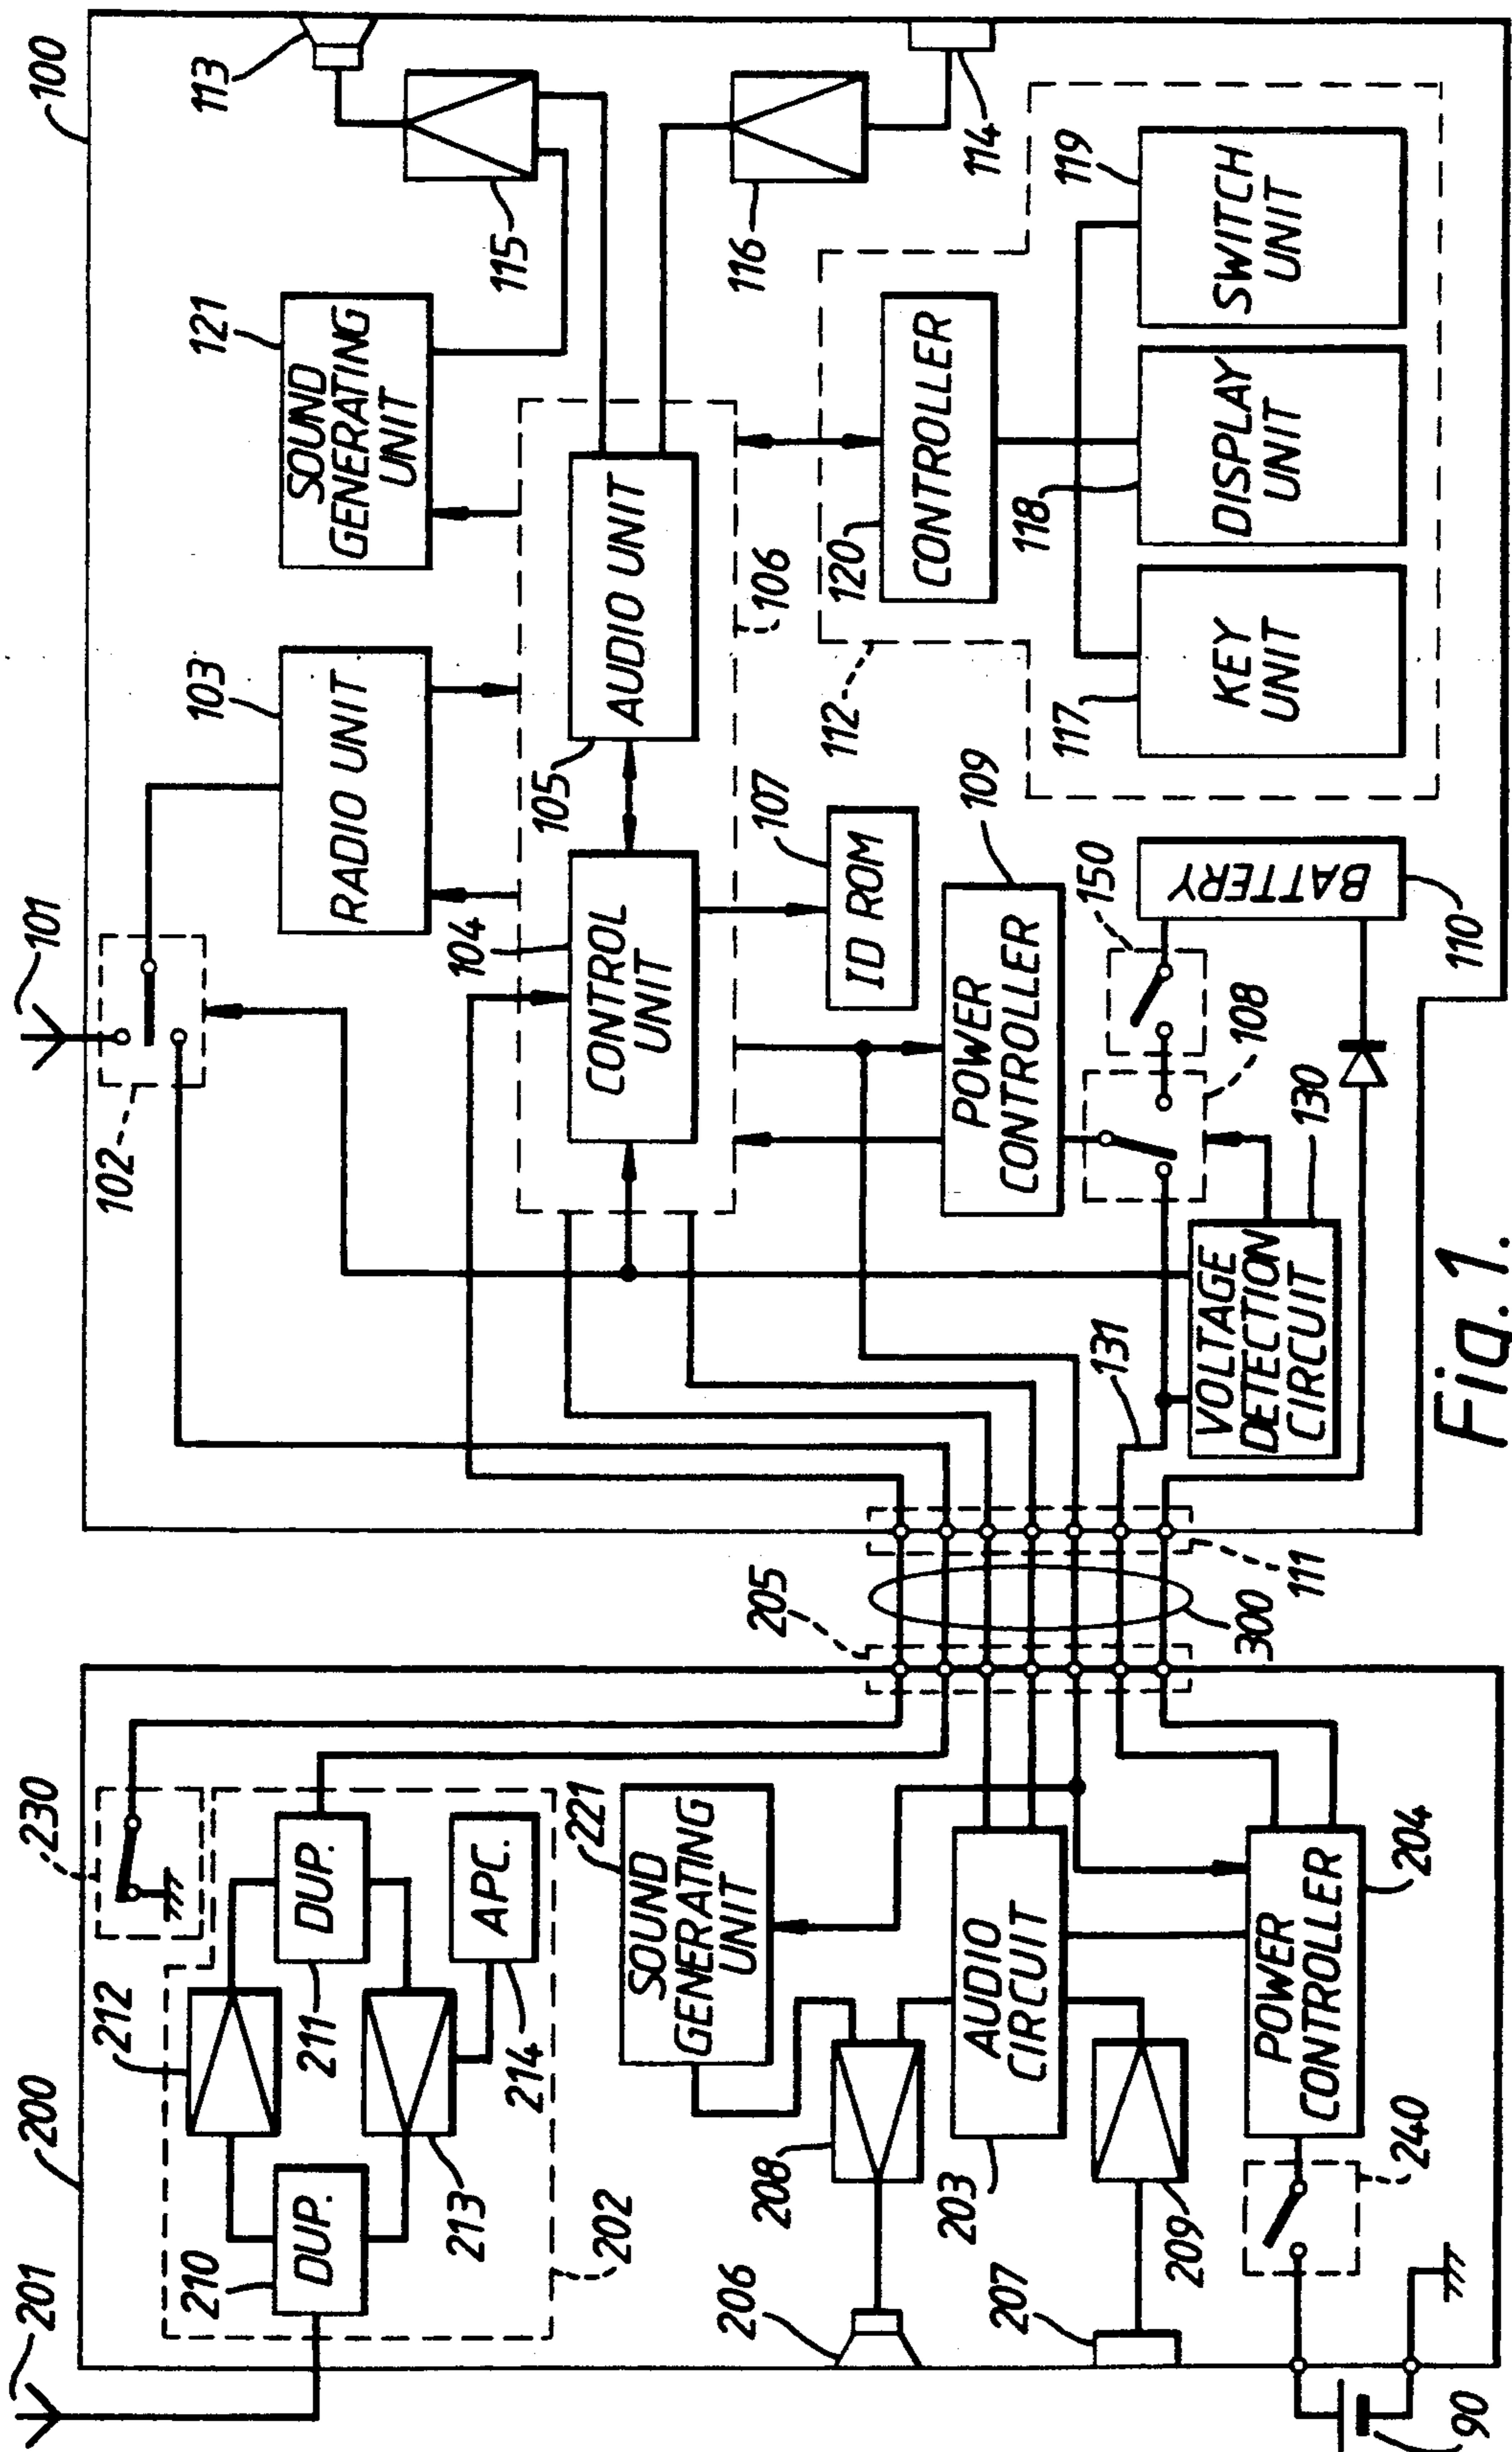 201
200
230
212
210
DUP.
211
DUP.
213
214
APC.
202
221
SOUND
GENERATING
UNIT
208
206
203
AUDIO
CIRCUIT
207
209
204
POWER
CONTROLLER
240
90
205
300
111
100
101
102
103
RADIO UNIT
121
SOUND
GENERATING
UNIT
113
115
116
114
104
CONTROL
UNIT
105
AUDIO UNIT
106
107
ID ROM
109
POWER
CONTROLLER
150
108
110
BATTERY
130
131
VOLTAGE
DETECTION
CIRCUIT
112
120
CONTROLLER
117
KEY
UNIT
118
DISPLAY
UNIT
119
SWITCH
UNIT
Fig. 1.